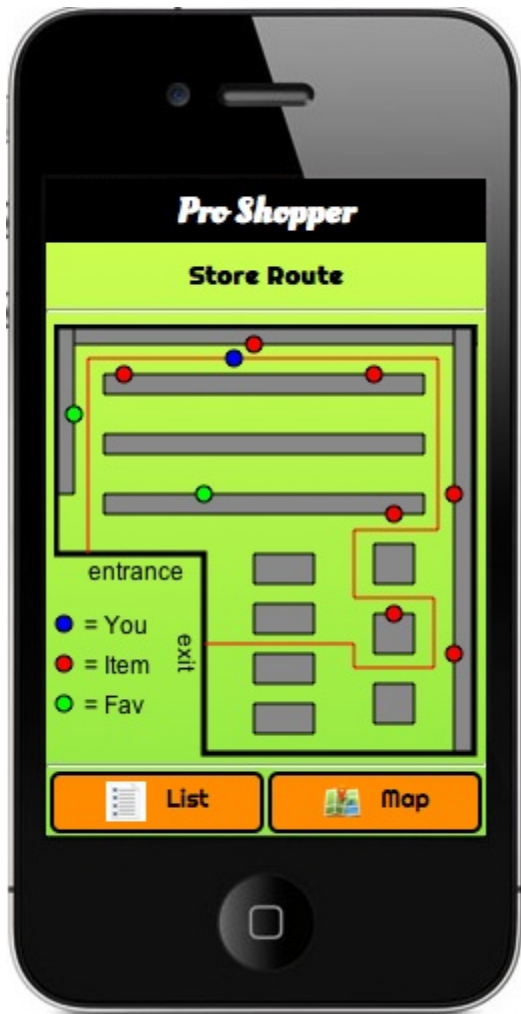 Pro Shopper
Store Route
entrance
exit
= You
= Item
= Fav
List
Map